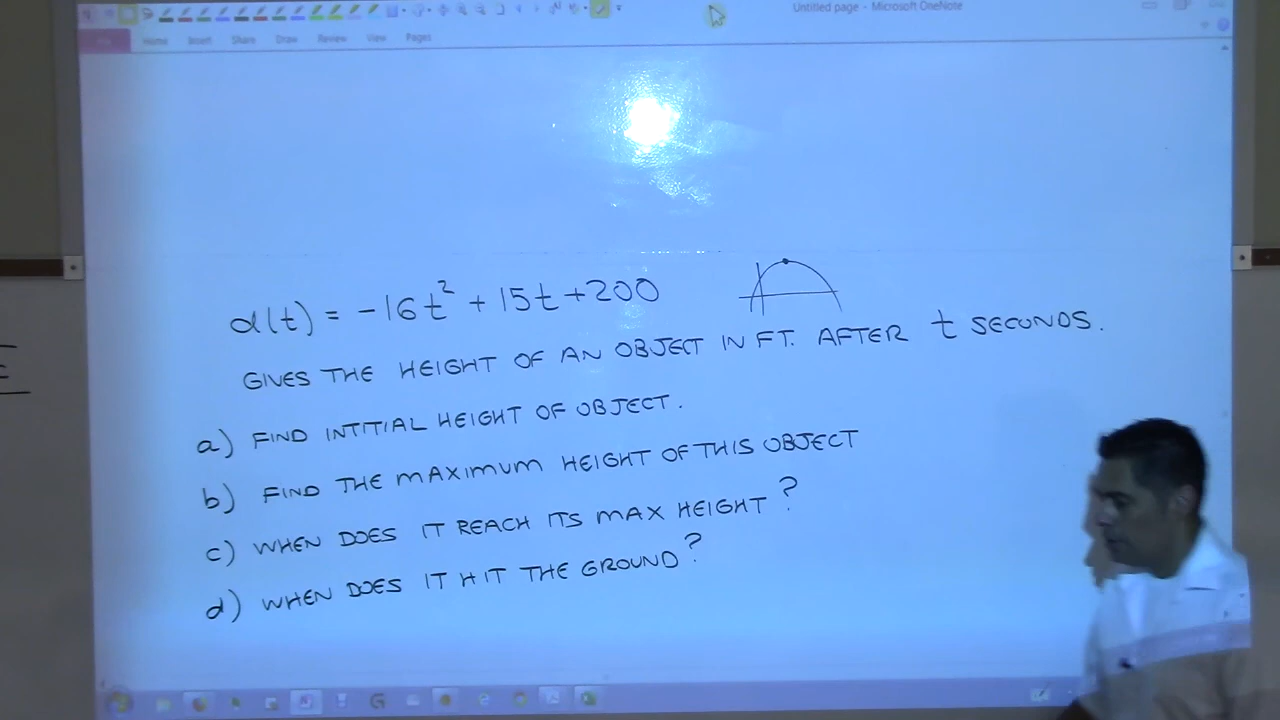 Untitled page - Microsoft OneNote
Home Insert Share Draw Review View Pages
d(t) = -16t² + 15t + 200
GIVES THE HEIGHT OF AN OBJECT IN FT. AFTER t SECONDS.
a) FIND INTITIAL HEIGHT OF OBJECT.
b) FIND THE MAXIMUM HEIGHT OF THIS OBJECT
c) WHEN DOES IT REACH ITS MAX HEIGHT?
d) WHEN DOES IT HIT THE GROUND?